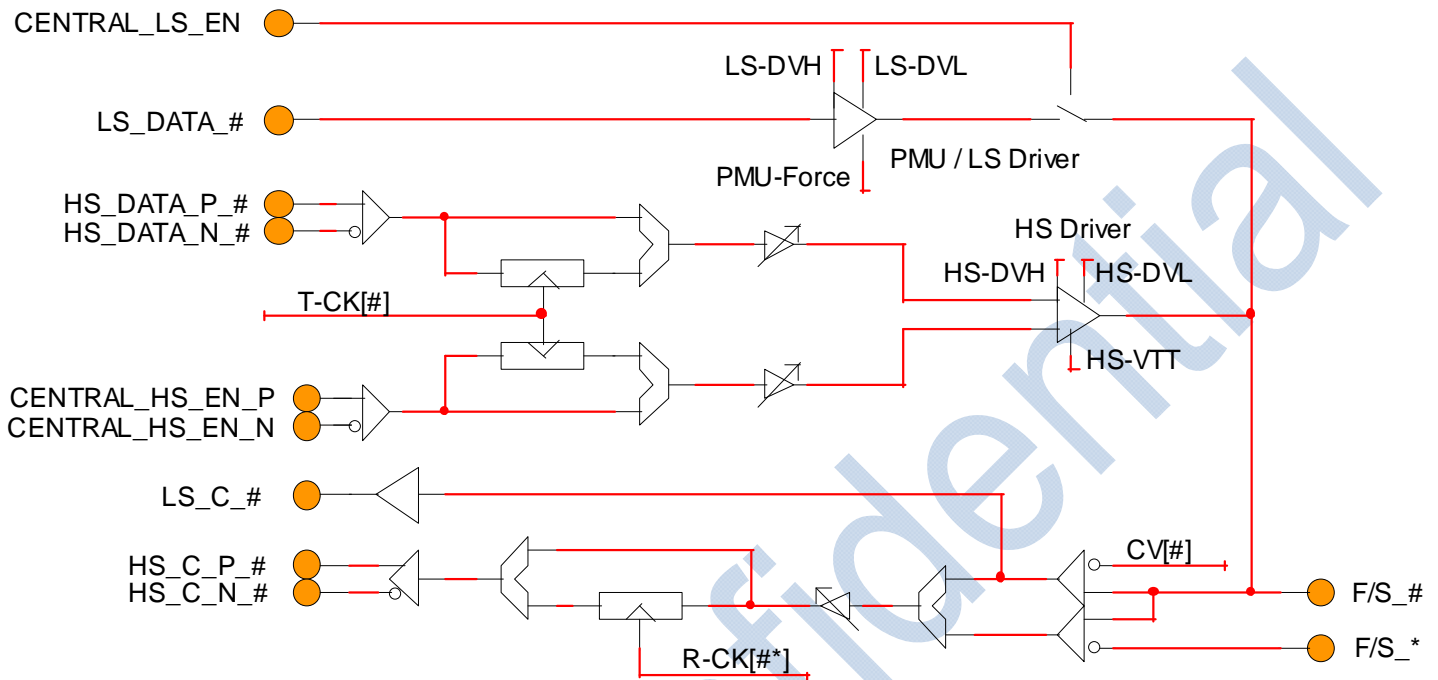 CENTRAL_LS_EN
LS-DVH
LS-DVL
LS_DATA_#
PMU / LS Driver
PMU-Force
HS_DATA_P_#
HS_DATA_N_#
HS Driver
HS-DVH
HS-DVL
T-CK[#]
HS-VTT
CENTRAL_HS_EN_P
CENTRAL_HS_EN_N
LS_C_#
CV[#]
HS_C_P_#
HS_C_N_#
F/S_#
R-CK[#*]
F/S_*
fidential